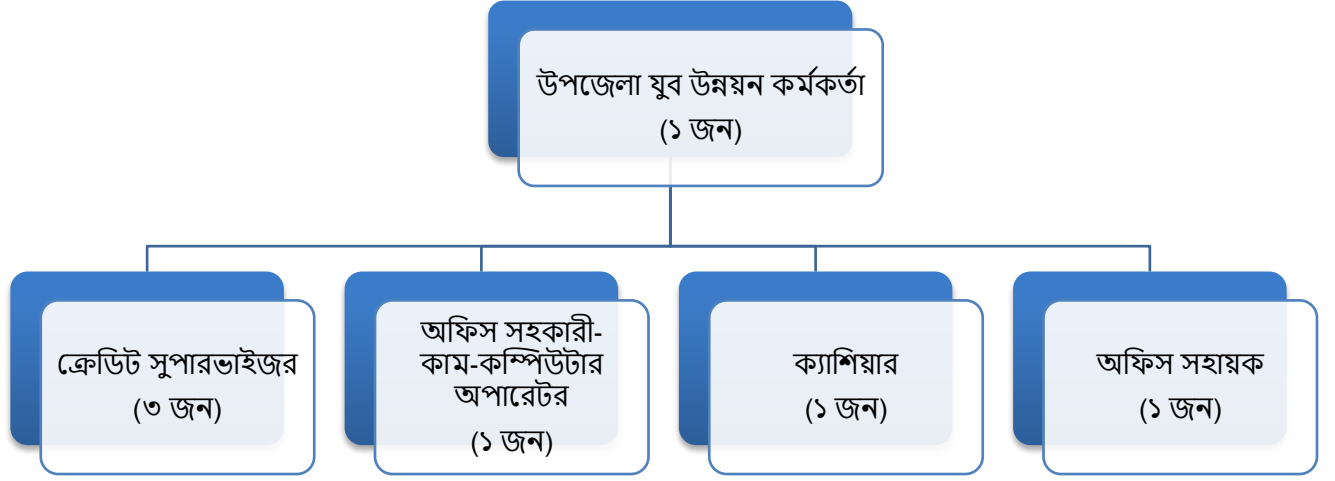 উপজেলা যুব উন্নয়ন কর্মকর্তা
(১ জন)
ক্রেডিট সুপারভাইজর
(৩ জন)
অফিস সহকারী-
কাম-কম্পিউটার
অপারেটর
(১ জন)
ক্যাশিয়ার
(১ জন)
অফিস সহায়ক
(১ জন)